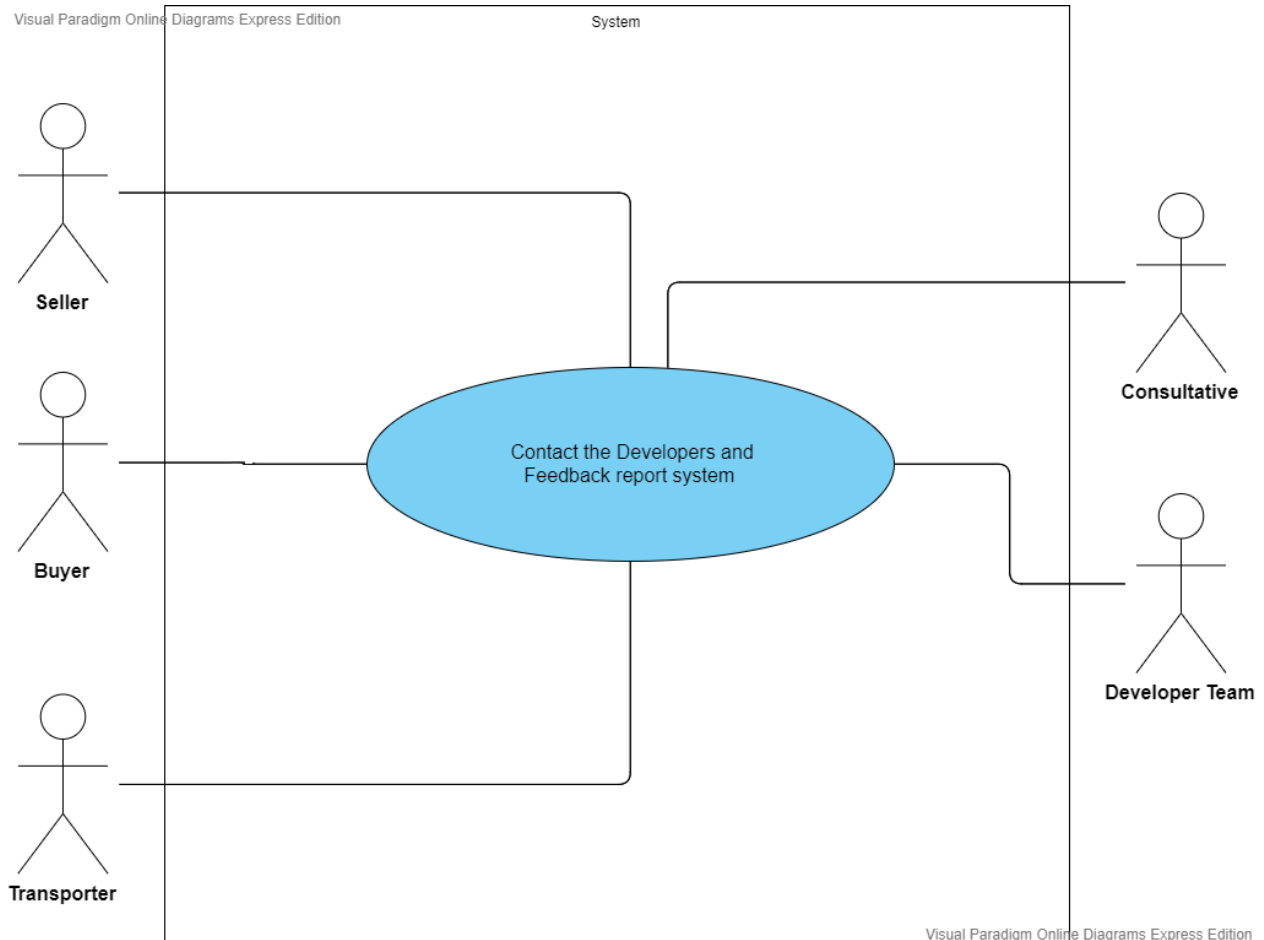 Visual Paradigm Online Diagrams Express Edition
System
Seller
Consultative
Contact the Developers and
Feedback report system
Buyer
Developer Team
Transporter
Visual Paradigm Online Diagrams Express Edition